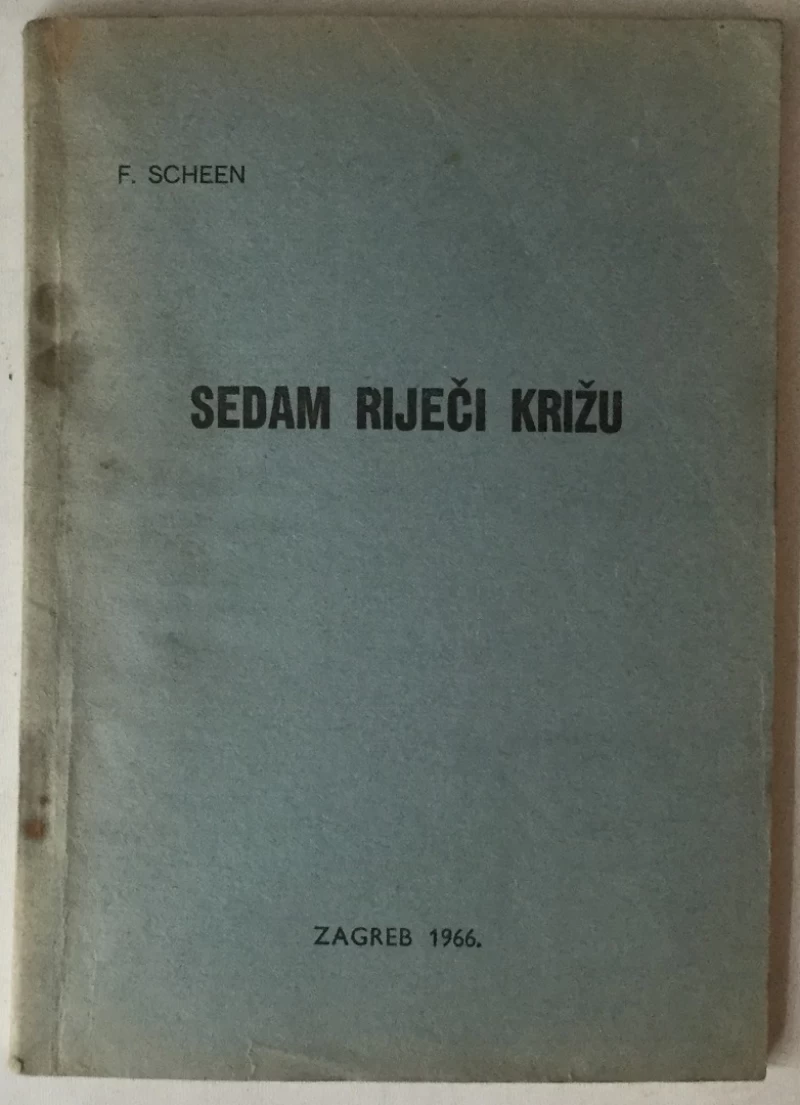 F. SCHEEN
SEDAM RIJEČI KRIŽU
ZAGREB 1966.